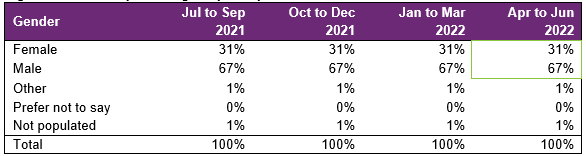 Gender Jul to Sep 2021 Oct to Dec 2021 Jan to Mar 2022 Apr to Jun 2022
Female 31% 31% 31% 31%
Male 67% 67% 67% 67%
Other 1% 1% 1% 1%
Prefer not to say 0% 0% 0% 0%
Not populated 1% 1% 1% 1%
Total 100% 100% 100% 100%